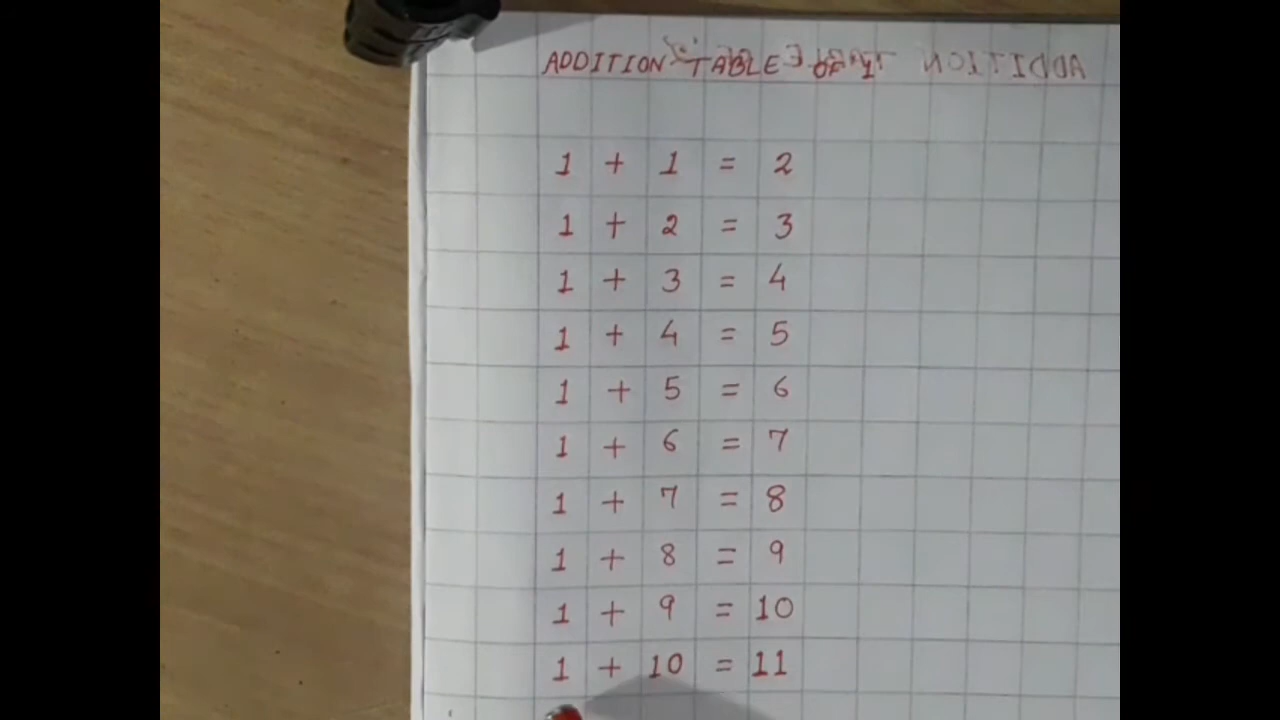 ADDITION TABLE OF 1
1 + 1 = 2
1 + 2 = 3
1 + 3 = 4
1 + 4 = 5
1 + 5 = 6
1 + 6 = 7
1 + 7 = 8
1 + 8 = 9
1 + 9 = 10
1 + 10 = 11